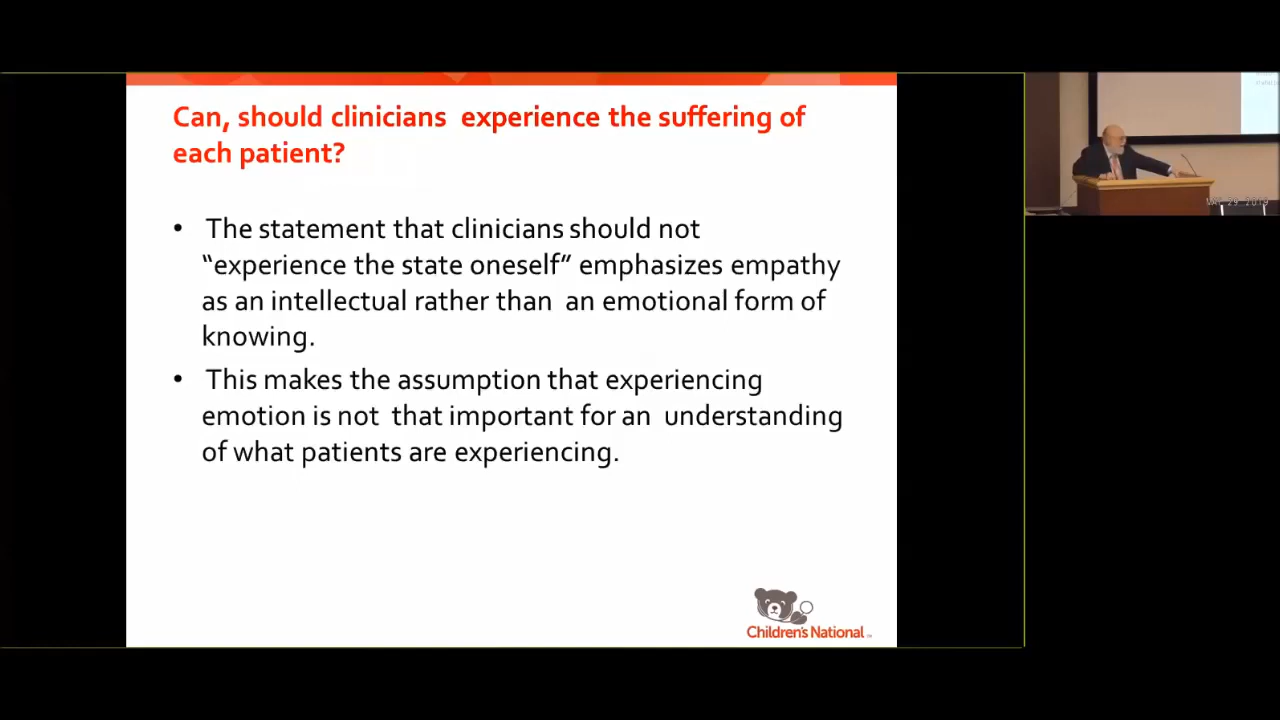 Can, should clinicians experience the suffering of
each patient?
• The statement that clinicians should not
“experience the state oneself” emphasizes empathy
as an intellectual rather than an emotional form of
knowing.
• This makes the assumption that experiencing
emotion is not that important for an understanding
of what patients are experiencing.
Children's National
29 2019